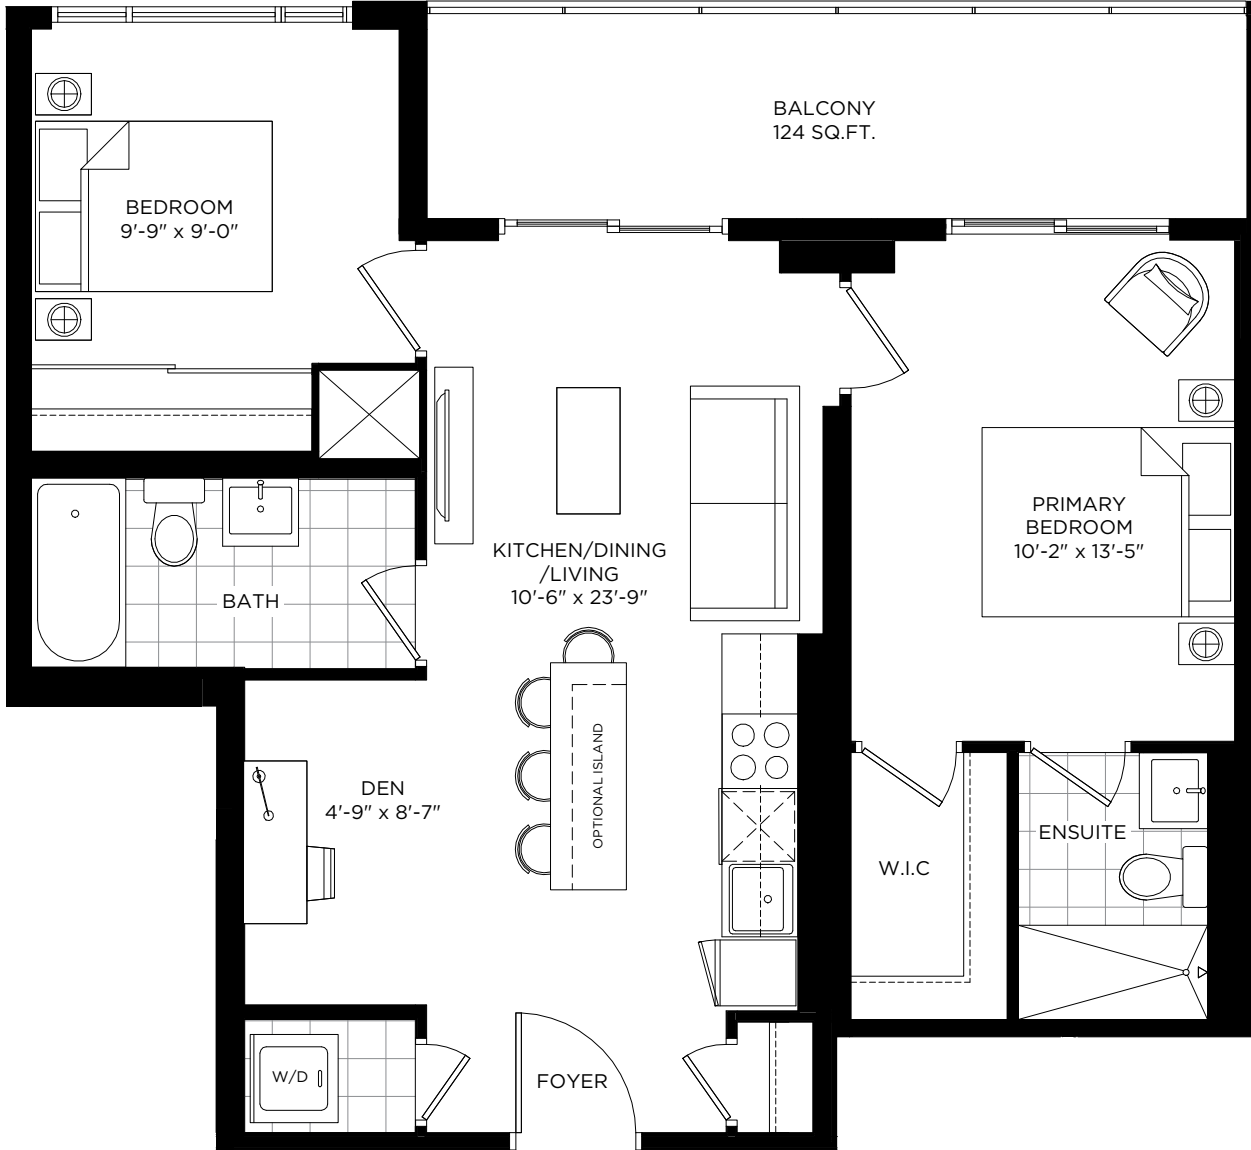 BALCONY
124 SQ.FT.
BEDROOM
9'-9" x 9'-0"
PRIMARY
BEDROOM
10'-2" x 13'-5"
KITCHEN/DINING
/LIVING
10'-6" x 23'-9"
BATH
OPTIONAL ISLAND
DEN
4'-9" x 8'-7"
ENSUITE
W.I.C
W/D
FOYER